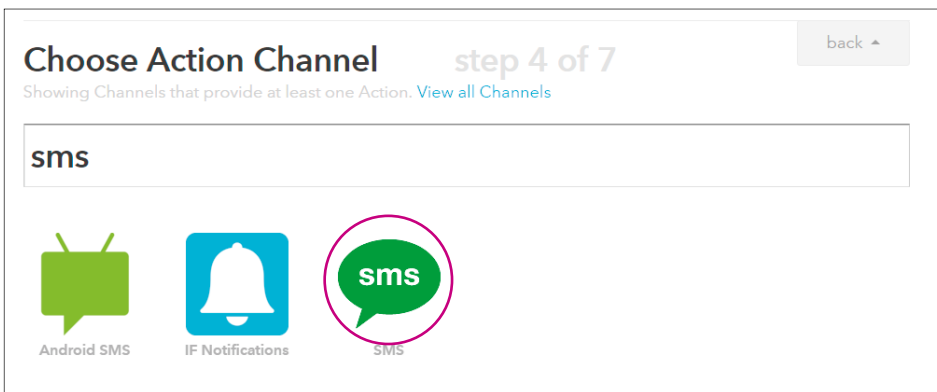 Choose Action Channel step 4 of 7 back
Showing Channels that provide at least one Action. View all Channels
sms
sms
Android SMS IF Notifications SMS